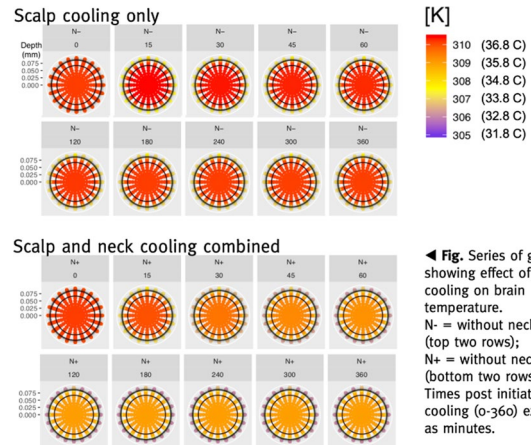 Scalp cooling only
N− N− N− N− N−
0 15 30 45 60
Depth
(mm)
0.075
0.050
0.025
0.000
N− N− N− N− N−
120 180 240 300 360
0.075
0.050
0.025
0.000
[K]
310 (36.8 C)
309 (35.8 C)
308 (34.8 C)
307 (33.8 C)
306 (32.8 C)
305 (31.8 C)
Scalp and neck cooling combined
N+ N+ N+ N+ N+
0 15 30 45 60
0.075
0.050
0.025
0.000
N+ N+ N+ N+ N+
120 180 240 300 360
0.075
0.050
0.025
0.000
◄ Fig. Series of g
showing effect of
cooling on brain
temperature.
N- = without neck
(top two rows);
N+ = without nec
(bottom two rows
Times post initiat
cooling (0-360) e
as minutes.